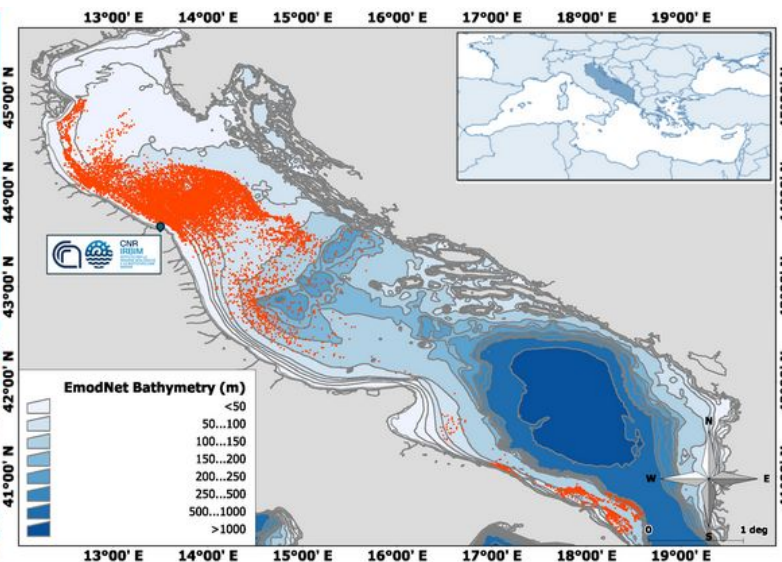 13°00' E 14°00' E 15°00' E 16°00' E 17°00' E 18°00' E 19°00' E
45°00' N
44°00' N
43°00' N
42°00' N
41°00' N
CNR
IRBIM
EmodNet Bathymetry (m)
<50
50...100
100...150
150...200
200...250
250...500
500...1000
>1000
N
W E
S
0 1 deg
13°00' E 14°00' E 15°00' E 16°00' E 17°00' E 18°00' E 19°00' E